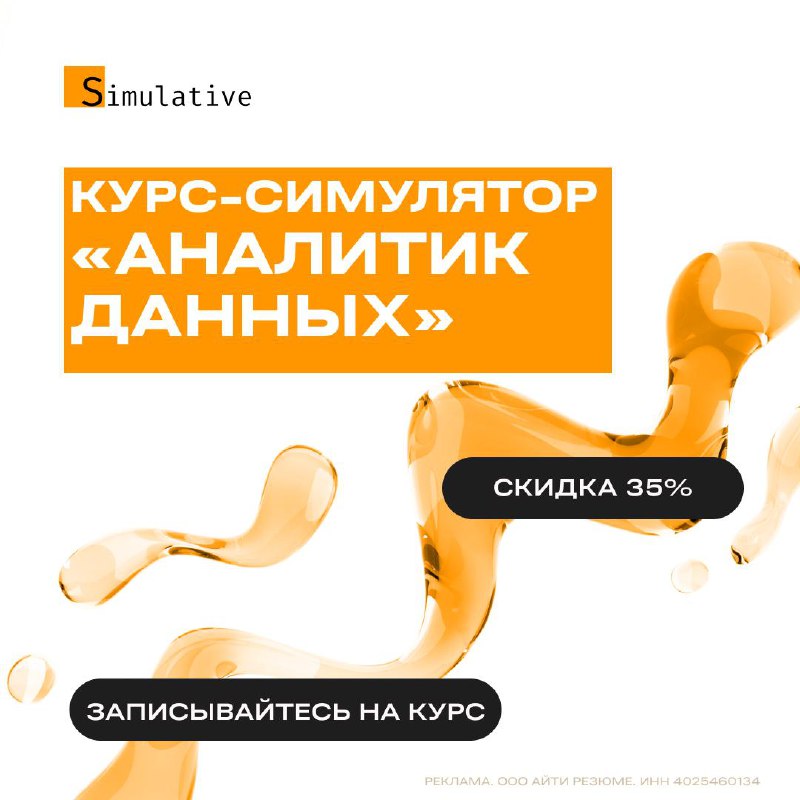 Simulative
КУРС-СИМУЛЯТОР
«АНАЛИТИК
ДАННЫХ»
СКИДКА 35%
ЗАПИСЫВАЙТЕСЬ НА КУРС
РЕКЛАМА. ООО АЙТИ РЕЗЮМЕ. ИНН 4025460134